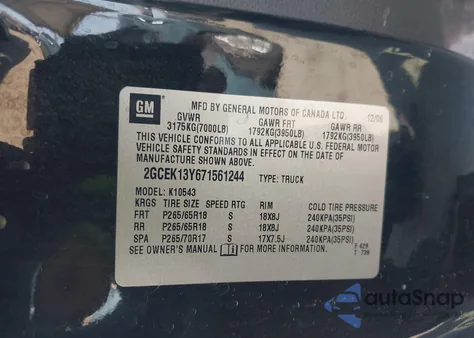 GM
MFD BY GENERAL MOTORS OF CANADA LTD. 12/06
GVWR GAWR FRT GAWR RR
3175KG(7000LB) 1792KG(3950LB) 1792KG(3950LB)
THIS VEHICLE CONFORMS TO ALL APPLICABLE U.S. FEDERAL MOTOR
VEHICLE SAFETY STANDARDS IN EFFECT ON THE DATE OF
MANUFACTURE SHOWN ABOVE.
2GCEK13Y671561244 TYPE: TRUCK
MODEL: K10543
KRGS TIRE SIZE SPEED RTG RIM COLD TIRE PRESSURE
FRT P265/65R18 S 18X8J 240KPA(35PSI)
RR P265/65R18 S 18X8J 240KPA(35PSI)
SPA P265/70R17 S 17X7.5J 240KPA(35PSI)
SEE OWNER'S MANUAL i FOR MORE INFORMATION.
T 739
autoSnap